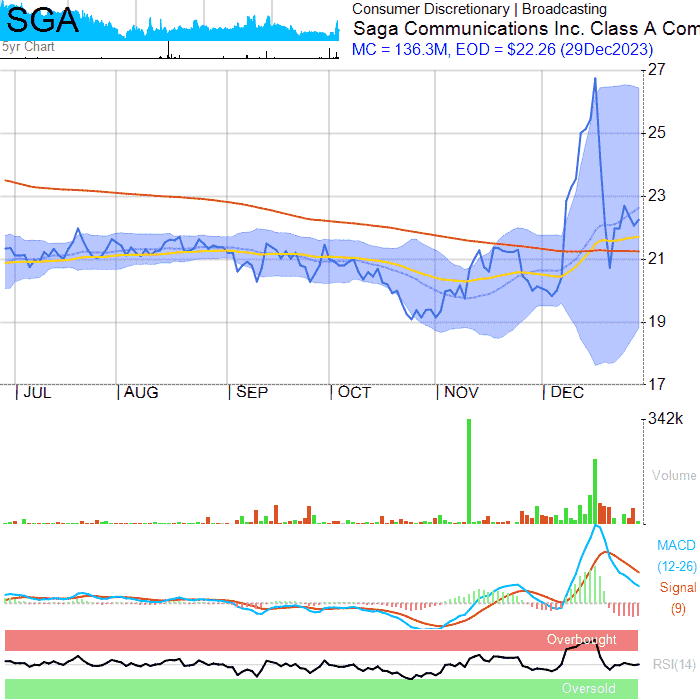 SGA
5yr Chart
Consumer Discretionary | Broadcasting
Saga Communications Inc. Class A Com
MC = 136.3M, EOD = $22.26 (29Dec2023)
27
25
23
21
19
17
JUL
AUG
SEP
OCT
NOV
DEC
342k
Volume
MACD
(12-26)
Signal
(9)
Overbought
RSI(14)
Oversold